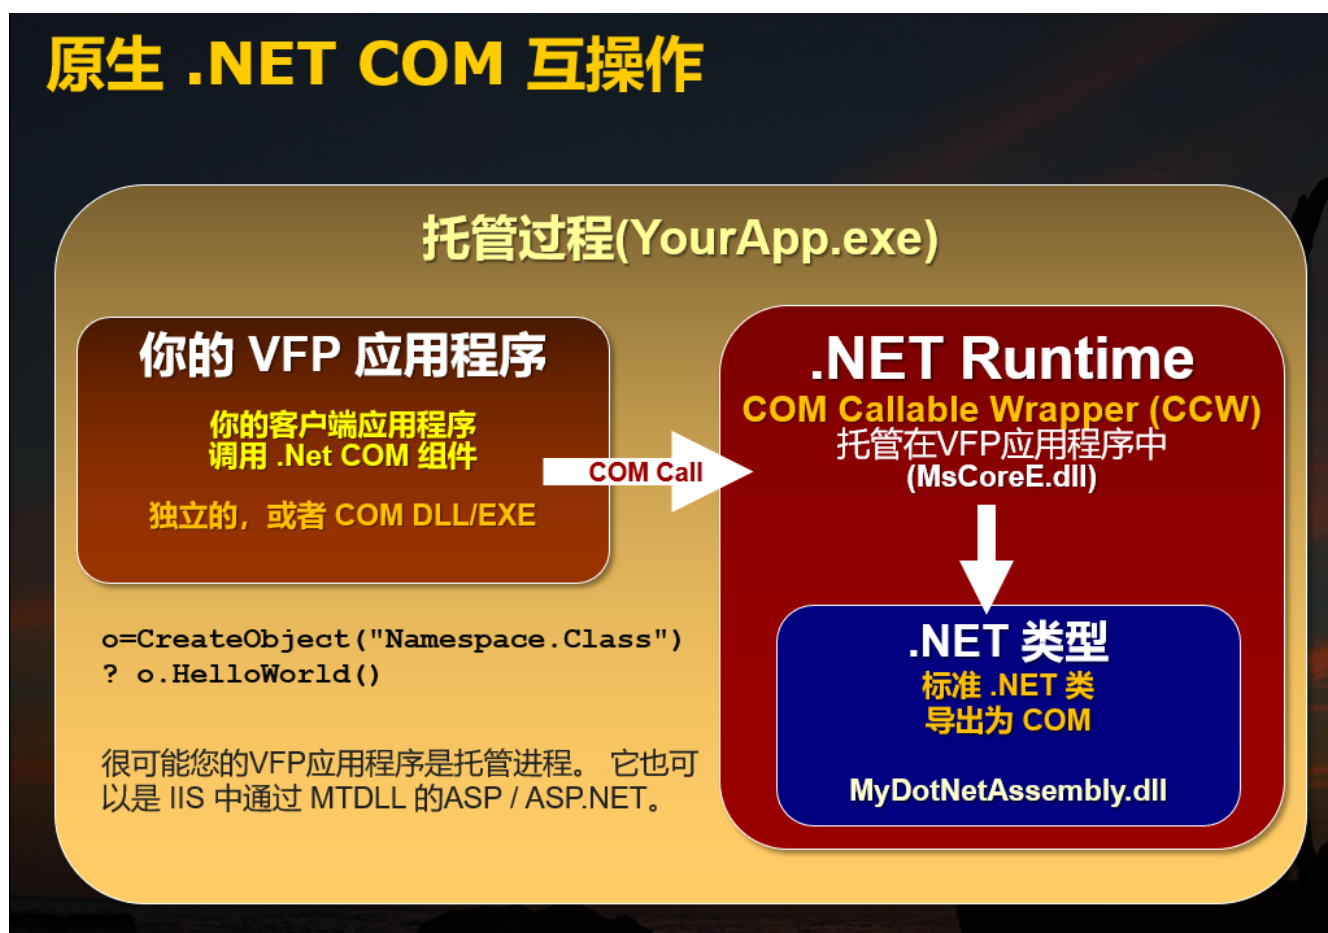 原生 .NET COM 互操作
托管过程(YourApp.exe)
你的 VFP 应用程序
你的客户端应用程序
调用 .Net COM 组件
独立的，或者 COM DLL/EXE
COM Call
.NET Runtime
COM Callable Wrapper (CCW)
托管在VFP应用程序中
(MsCoreE.dll)
.NET 类型
标准 .NET 类
导出为 COM
MyDotNetAssembly.dll
o=CreateObject("Namespace.Class")
? o.HelloWorld()
很可能您的VFP应用程序是托管进程。 它也可
以是 IIS 中通过 MTDLL 的ASP / ASP.NET。